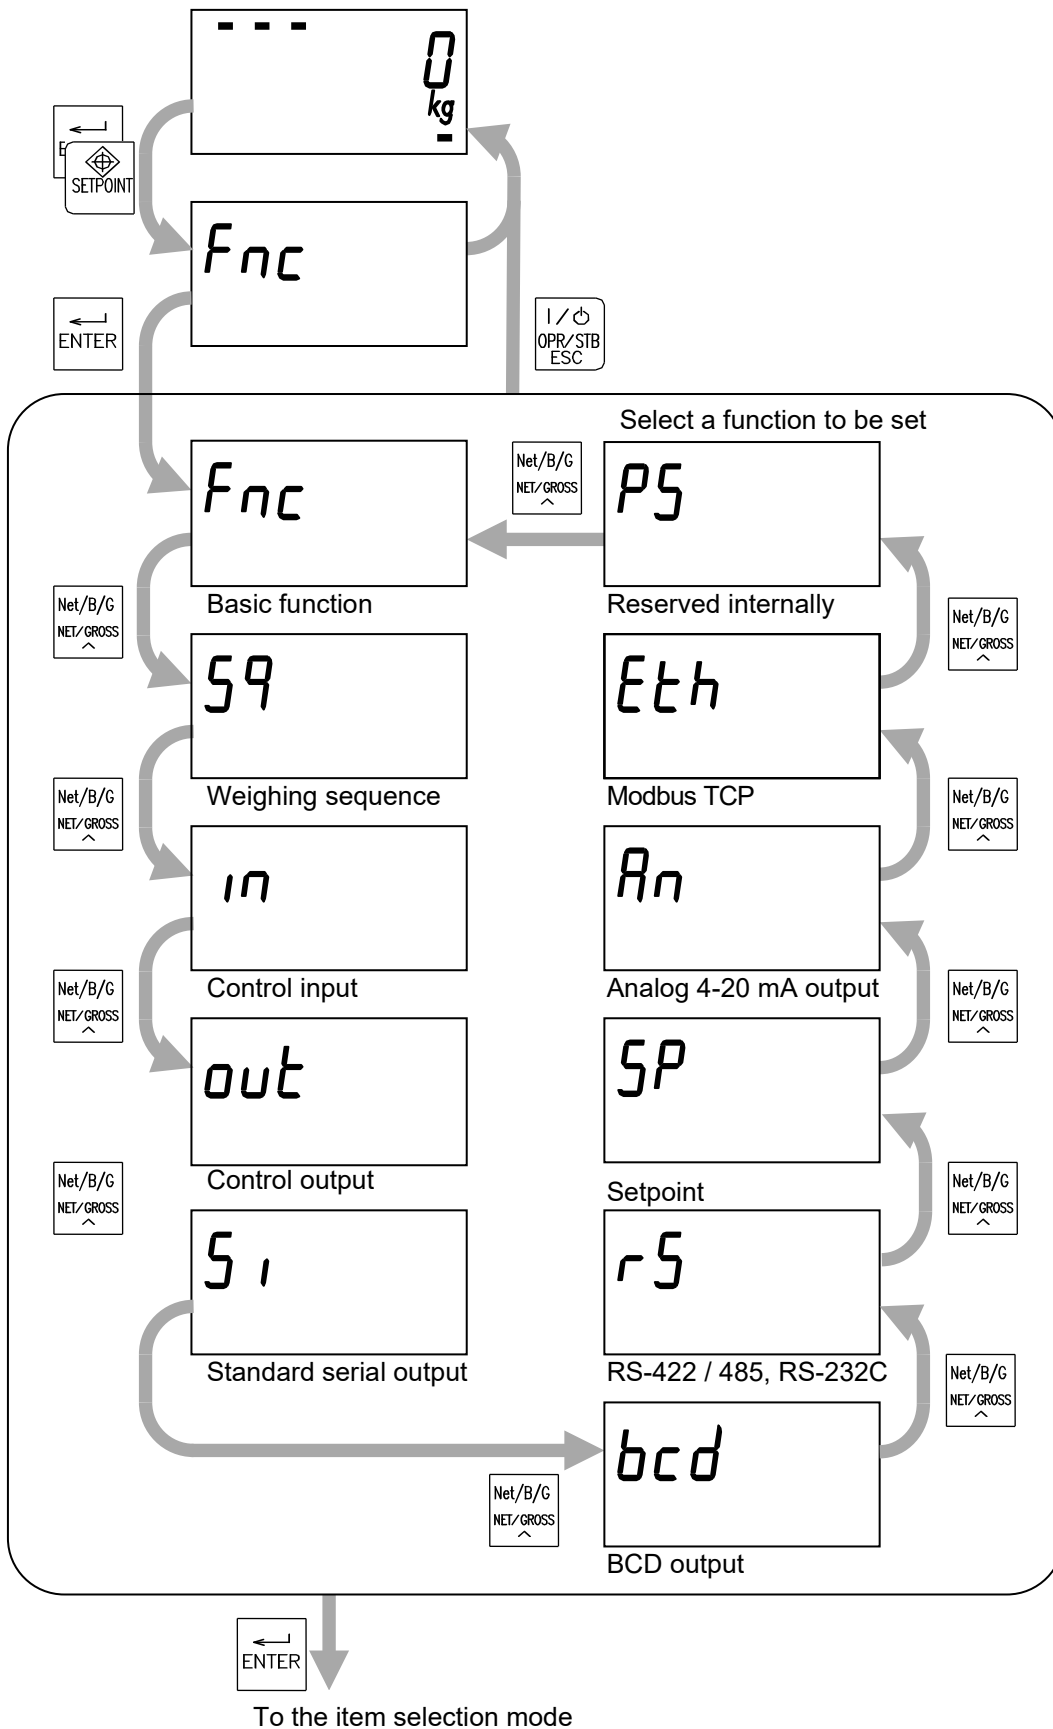 0
kg
E
SETPOINT
Fnc
ENTER
I/⏻
OPR/STB
ESC
Select a function to be set
Fnc
Basic function
Net/B/G
NET/GROSS
PS
Reserved internally
Net/B/G
NET/GROSS
Net/B/G
NET/GROSS
Sq
Weighing sequence
Eth
Modbus TCP
Net/B/G
NET/GROSS
Net/B/G
NET/GROSS
in
Control input
An
Analog 4-20 mA output
Net/B/G
NET/GROSS
Net/B/G
NET/GROSS
out
Control output
SP
Setpoint
Net/B/G
NET/GROSS
Net/B/G
NET/GROSS
Si
Standard serial output
rS
RS-422 / 485, RS-232C
Net/B/G
NET/GROSS
Net/B/G
NET/GROSS
bcd
BCD output
ENTER
To the item selection mode